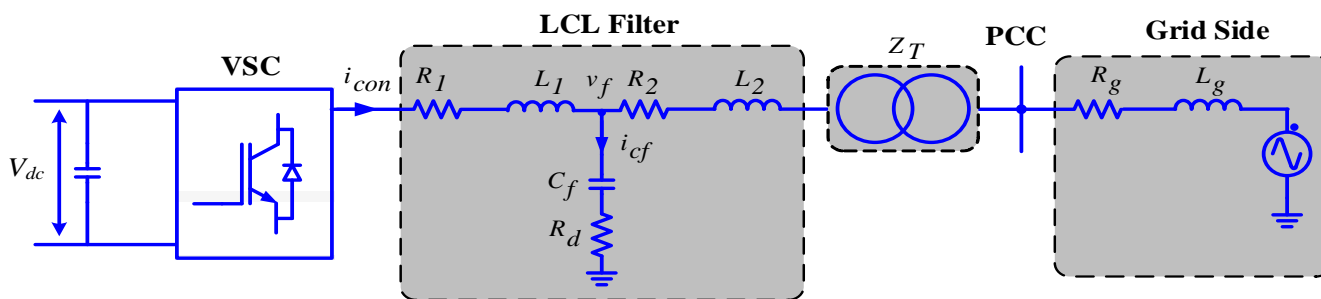 LCL Filter
Z_T
PCC
Grid Side
VSC
i_con
R_1
L_1
v_f
R_2
L_2
R_g
L_g
V_dc
i_cf
C_f
R_d